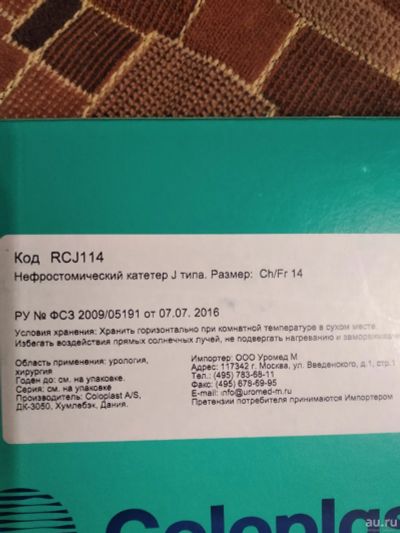 Код RCJ114
Нефростомический катетер J типа. Размер: Ch/Fr 14
РУ № ФСЗ 2009/05191 от 07.07. 2016
Условия хранения: Хранить горизонтально при комнатной температуре в сухом месте.
Избегать воздействия прямых солнечных лучей, не подвергать нагреванию и
Область применения: урология,
хирургия
Годен до: см. на упаковке.
Серия: см. на упаковке
Производитель: Coloplast A/S,
ДК-3050, Хумлебэк, Дания.
Импортер: ООО Уромед М
Адрес: 117342 г. Москва, ул. Введенского, д.1, стр.1
Тел.: (495) 783-68-11
Факс: (495) 678-69-95
E-mail: info@uromed-m.ru
Претензии потребителя принимаются Импортером
Coloplas
au.ru